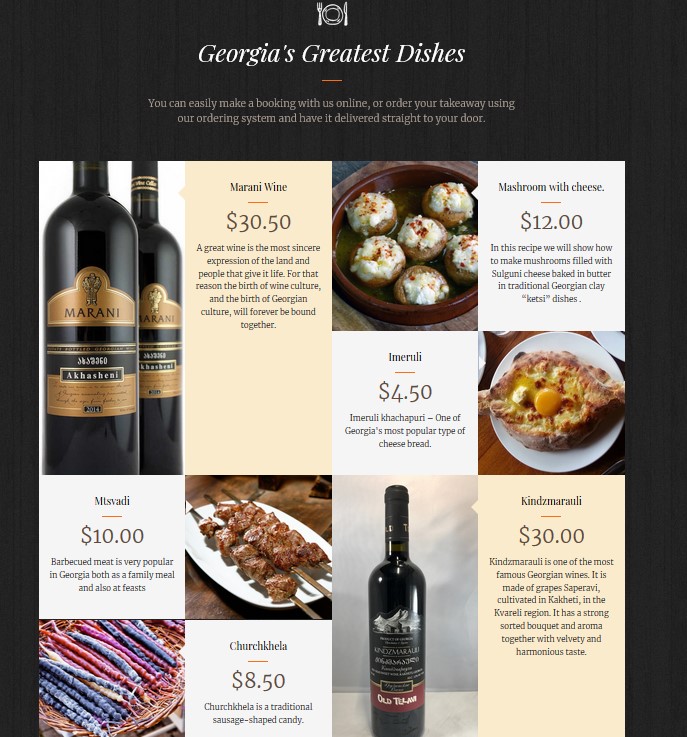 Georgia's Greatest Dishes
You can easily make a booking with us online, or order your takeaway using
our ordering system and have it delivered straight to your door.
MARANI
ახაშენი
Akhasheni
2014
MARANI
Akhasheni
Marani Wine
$30.50
A great wine is the most sincere
expression of the land and
people that give it life. For that
reason the birth of wine culture,
and the birth of Georgian
culture, will forever be bound
together.
Mashroom with cheese.
$12.00
In this recipe we will show how
to make mushrooms filled with
Sulguni cheese baked in butter
in traditional Georgian clay
“ketsi” dishes .
Imeruli
$4.50
Imeruli khachapuri – One of
Georgia's most popular type of
cheese bread.
Mtsvadi
$10.00
Barbecued meat is very popular
in Georgia both as a family meal
and also at feasts
Churchkhela
$8.50
Churchkhela is a traditional
sausage-shaped candy.
KINDZMARAULI
ქინძმარაული
OLD TELAVI
Kindzmarauli
$30.00
Kindzmarauli is one of the most
famous Georgian wines. It is
made of grapes Saperavi,
cultivated in Kakheti, in the
Kvareli region. It has a strong
sorted bouquet and aroma
together with velvety and
harmonious taste.